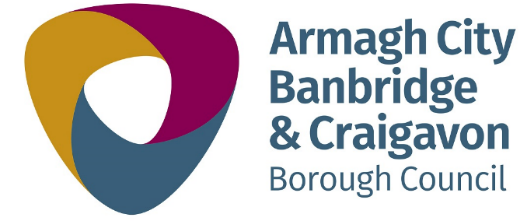 Armagh City
Banbridge
& Craigavon
Borough Council